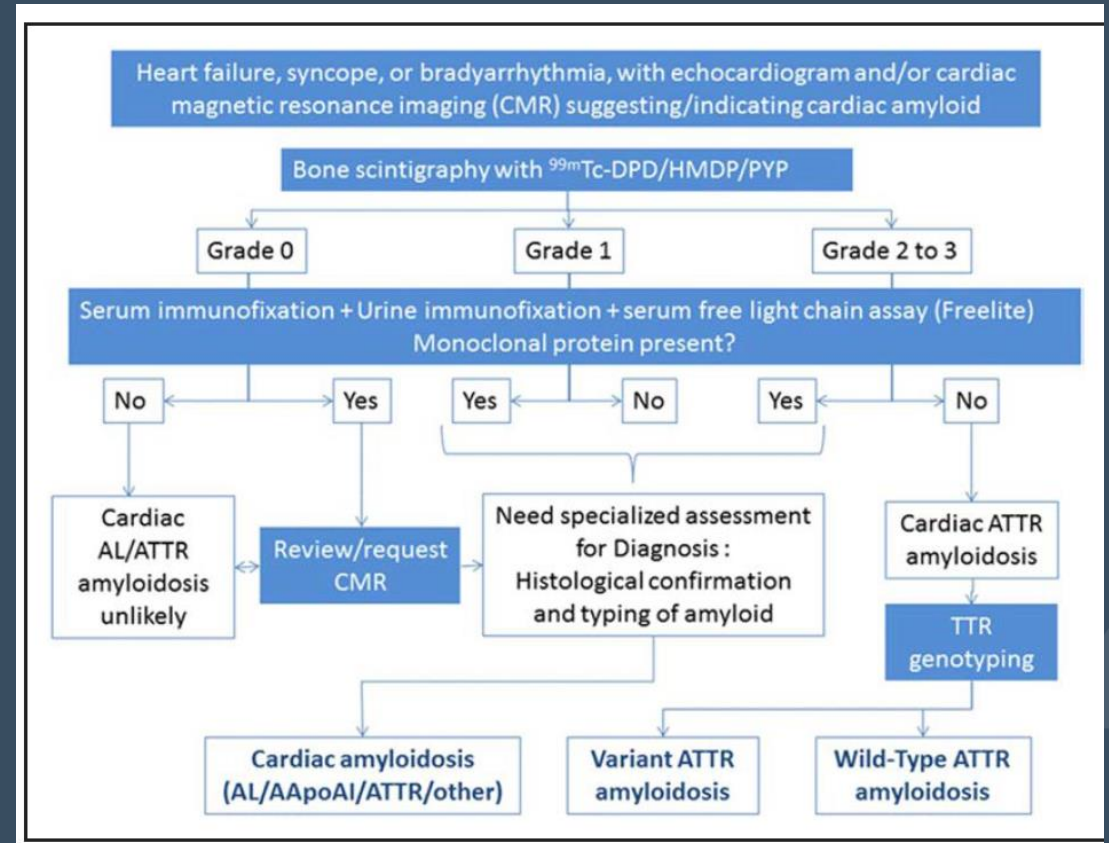 Heart failure, syncope, or bradyarrhythmia, with echocardiogram and/or cardiac
magnetic resonance imaging (CMR) suggesting/indicating cardiac amyloid
Bone scintigraphy with ⁹⁹ᵐTc-DPD/HMDP/PYP
Grade 0
Grade 1
Grade 2 to 3
Serum immunofixation + Urine immunofixation + serum free light chain assay (Freelite)
Monoclonal protein present?
No
Yes
Yes
No
Yes
No
Cardiac
AL/ATTR
amyloidosis
unlikely
Review/request
CMR
Need specialized assessment
for Diagnosis :
Histological confirmation
and typing of amyloid
Cardiac ATTR
amyloidosis
TTR
genotyping
Cardiac amyloidosis
(AL/AApoAI/ATTR/other)
Variant ATTR
amyloidosis
Wild-Type ATTR
amyloidosis